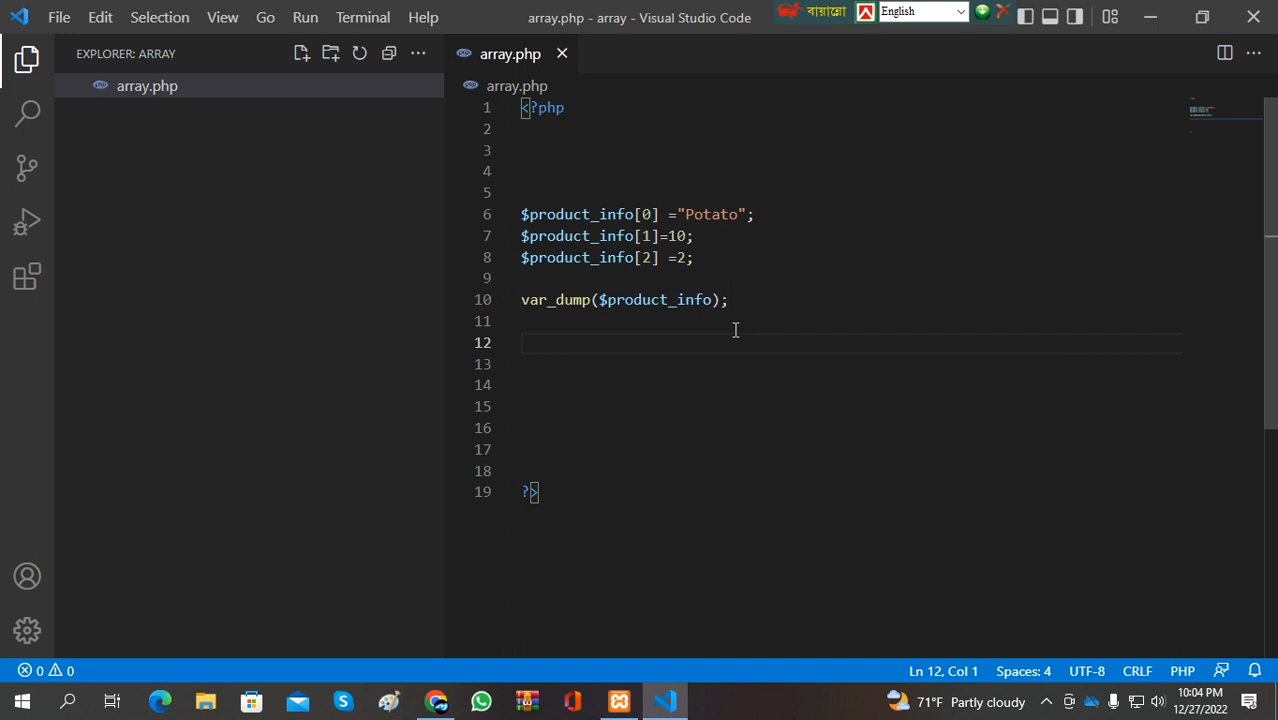 File Edit Selection View Go Run Terminal Help array.php - array - Visual Studio Code বায়ান্নো English
EXPLORER: ARRAY
array.php
array.php
array.php
1 <?php
2
3
4
5
6 $product_info[0] ="Potato";
7 $product_info[1]=10;
8 $product_info[2] =2;
9
10 var_dump($product_info);
11
12
13
14
15
16
17
18
19 ?>
0 0 Ln 12, Col 1 Spaces: 4 UTF-8 CRLF PHP
71°F Partly cloudy 10:04 PM
12/27/2022